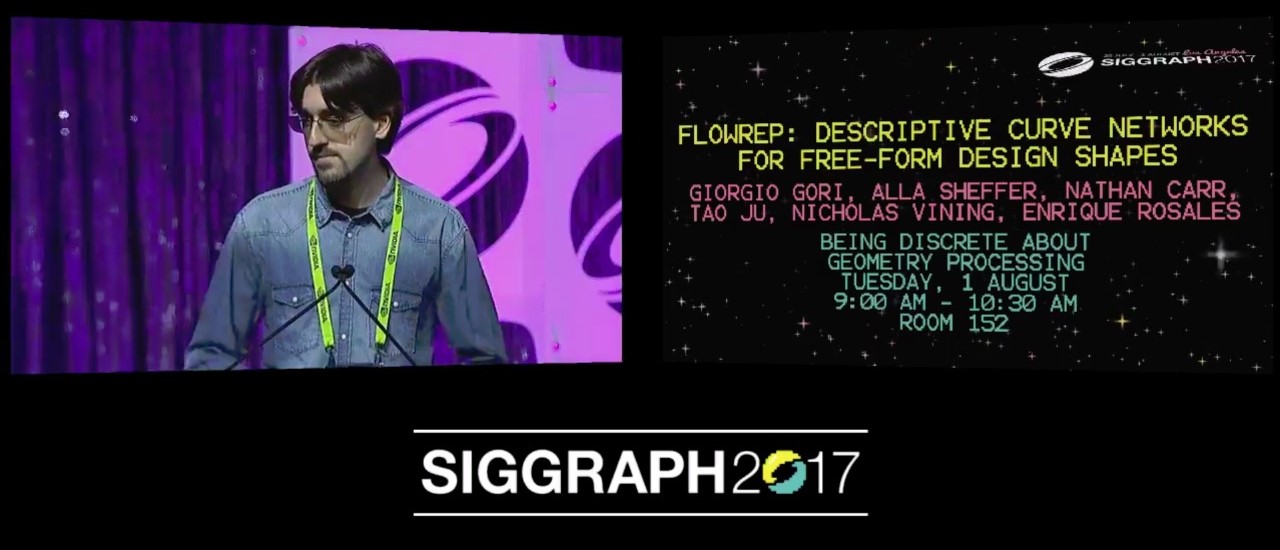 NVIDIA
NVIDIA
SIGGRAPH2017
FLOWREP: DESCRIPTIVE CURVE NETWORKS
FOR FREE-FORM DESIGN SHAPES
GIORGIO GORI, ALLA SHEFFER, NATHAN CARR,
TAO JU, NICHOLAS VINING, ENRIQUE ROSALES
BEING DISCRETE ABOUT
GEOMETRY PROCESSING
TUESDAY, 1 AUGUST
9:00 AM - 10:30 AM
ROOM 152
SIGGRAPH2017